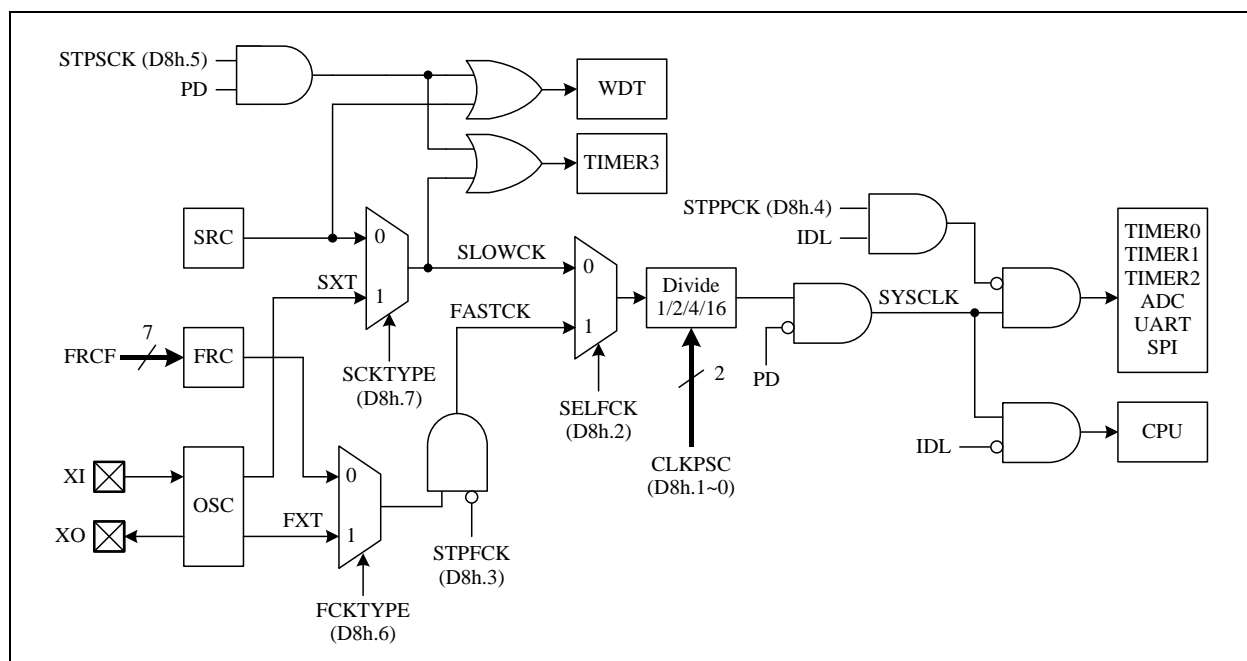 STPSCK (D8h.5)
PD
WDT
TIMER3
STPPCK (D8h.4)
IDL
SRC
0
SXT
1
SLOWCK
FASTCK
0
1
Divide
1/2/4/16
SYSCLK
TIMER0
TIMER1
TIMER2
ADC
UART
SPI
FRCF
7
FRC
SCKTYPE
(D8h.7)
SELFCK
(D8h.2)
2
PD
CLKPSC
(D8h.1~0)
IDL
CPU
XI
XO
OSC
FXT
0
1
STPFCK
(D8h.3)
FCKTYPE
(D8h.6)